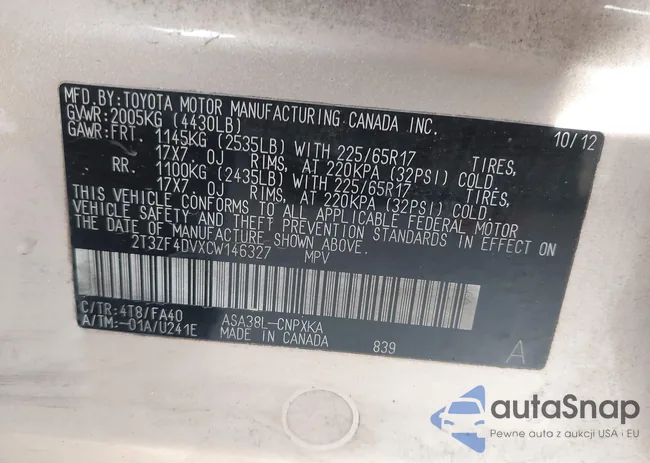 MFD.BY:TOYOTA MOTOR MANUFACTURING CANADA INC.
GVWR:2005KG (4430LB) 10/12
GAWR:FRT. 1145KG (2535LB) WITH 225/65R17 TIRES,
17X7. 0J RIMS, AT 220KPA (32PSI) COLD.
RR. 1100KG (2435LB) WITH 225/65R17 TIRES,
17X7. 0J RIMS, AT 220KPA (32PSI) COLD.
THIS VEHICLE CONFORMS TO ALL APPLICABLE FEDERAL MOTOR
VEHICLE SAFETY AND THEFT PREVENTION STANDARDS IN EFFECT ON
THE DATE OF MANUFACTURE SHOWN ABOVE.
2T3ZF4DVXCW146327 MPV
C/TR:4T8/FA40 ASA38L-CNPXKA
A/TM:-01A/U241E MADE IN CANADA 839 A
autoSnap
Pewne auta z aukcji USA i EU